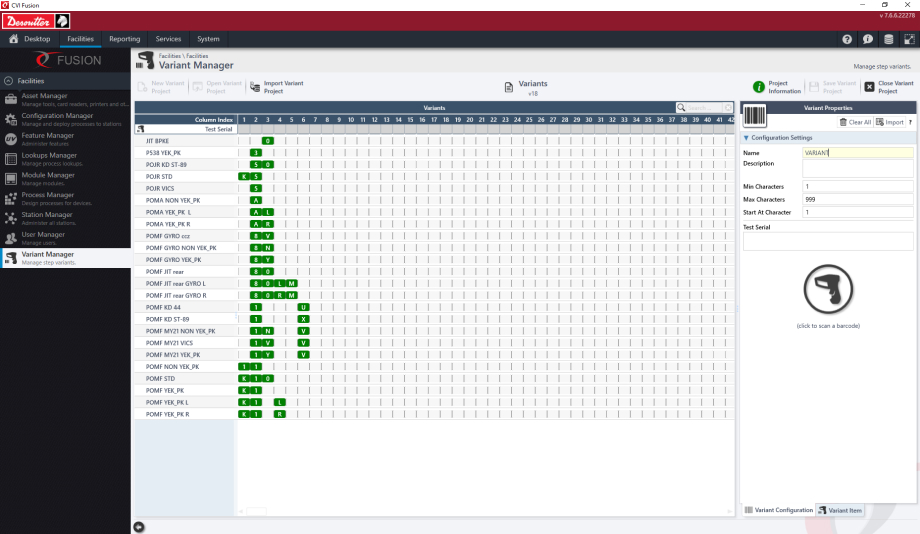 CVI Fusion
v 7.6.6.22278
Desoutter
Desktop Facilities Reporting Services System
FUSION
Facilities \ Facilities
Variant Manager
Manage step variants.
Facilities
Asset Manager
Manage tools, card readers, printers and ot...
Configuration Manager
Manage and deploy processes to stations
Feature Manager
Administer features
Lookups Manager
Manage process lookups.
Module Manager
Manage modules.
Process Manager
Design processes for devices.
Station Manager
Administer all stations.
User Manager
Manage users.
Variant Manager
Manage step variants.
New Variant Project
Open Variant Project
Import Variant Project
Variants
v18
Project Information
Save Variant Project
Close Variant Project
Variants
Search
Column Index 1 2 3 4 5 6 7 8 9 10 11 12 13 14 15 16 17 18 19 20 21 22 23 24 25 26 27 28 29 30 31 32 33 34 35 36 37 38 39 40 41 42
Test Serial
JIT BPKE 0
P538 YEK_PK 3
POJR KD ST-89 5 0
POJR STD K 5
POJR VICS 5
POMA NON YEK_PK A
POMA YEK_PK L A L
POMA YEK_PK R A R
POMF GYRO ccz 8 V
POMF GYRO NON YEK_PK 8 N
POMF GYRO YEK_PK 8 Y
POMF JIT rear 8 0
POMF JIT rear GYRO L 8 0 L M
POMF JIT rear GYRO R 8 0 R M
POMF KD 44 1 U
POMF KD ST-89 1 X
POMF MY21 NON YEK_PK 1 N V
POMF MY21 VICS 1 V V
POMF MY21 YEK_PK 1 Y V
POMF NON YEK_PK 1 1
POMF STD K 1 0
POMF YEK_PK K 1
POMF YEK_PK L K 1 L
POMF YEK_PK R K 1 R
Variant Properties
Clear All Import ?
Configuration Settings
Name VARIANT
Description
Min Characters 1
Max Characters 999
Start At Character 1
Test Serial
(click to scan a barcode)
Variant Configuration Variant Item